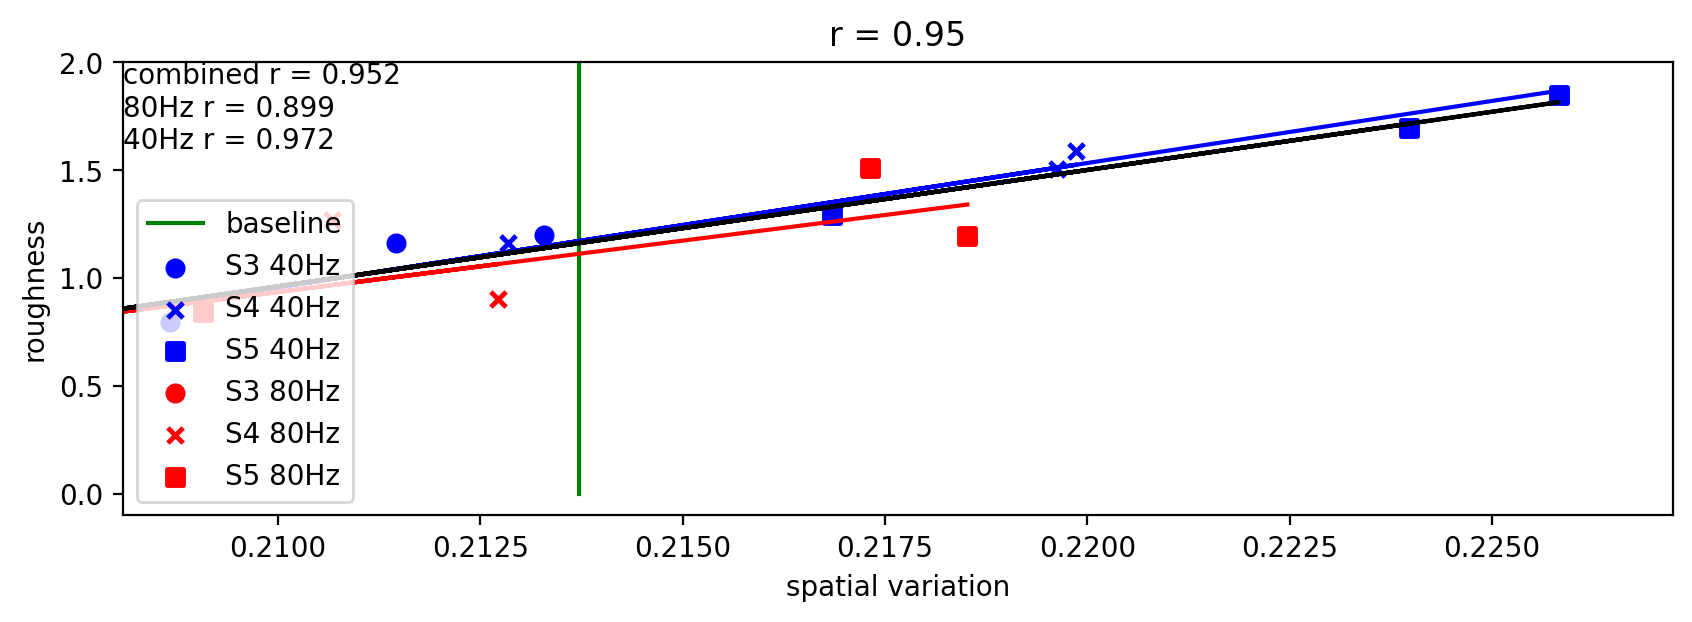 r = 0.95
combined r = 0.952
80Hz r = 0.899
40Hz r = 0.972
2.0
1.5
1.0
0.5
0.0
roughness
baseline
S3 40Hz
S4 40Hz
S5 40Hz
S3 80Hz
S4 80Hz
S5 80Hz
0.2100 0.2125 0.2150 0.2175 0.2200 0.2225 0.2250
spatial variation